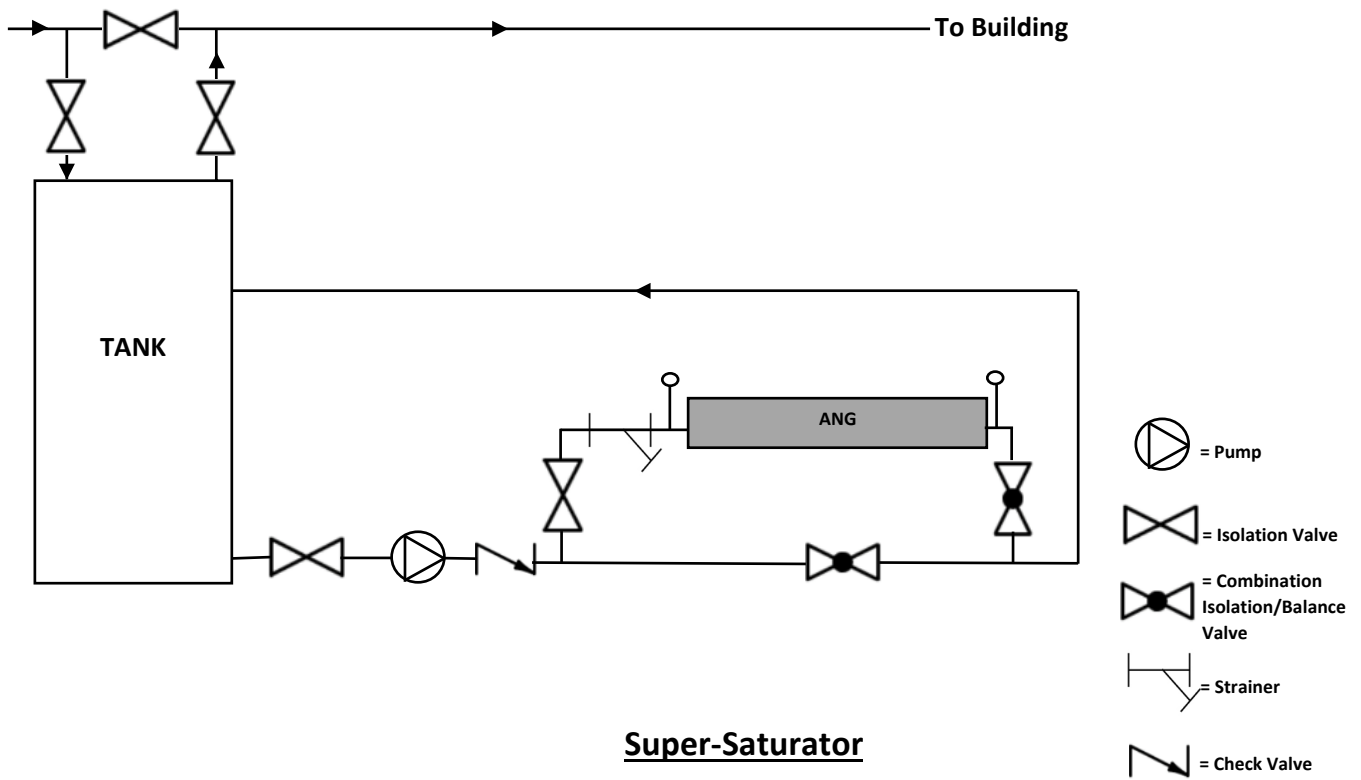 To Building
TANK
ANG
= Pump
= Isolation Valve
= Combination
Isolation/Balance
Valve
= Strainer
= Check Valve
Super-Saturator